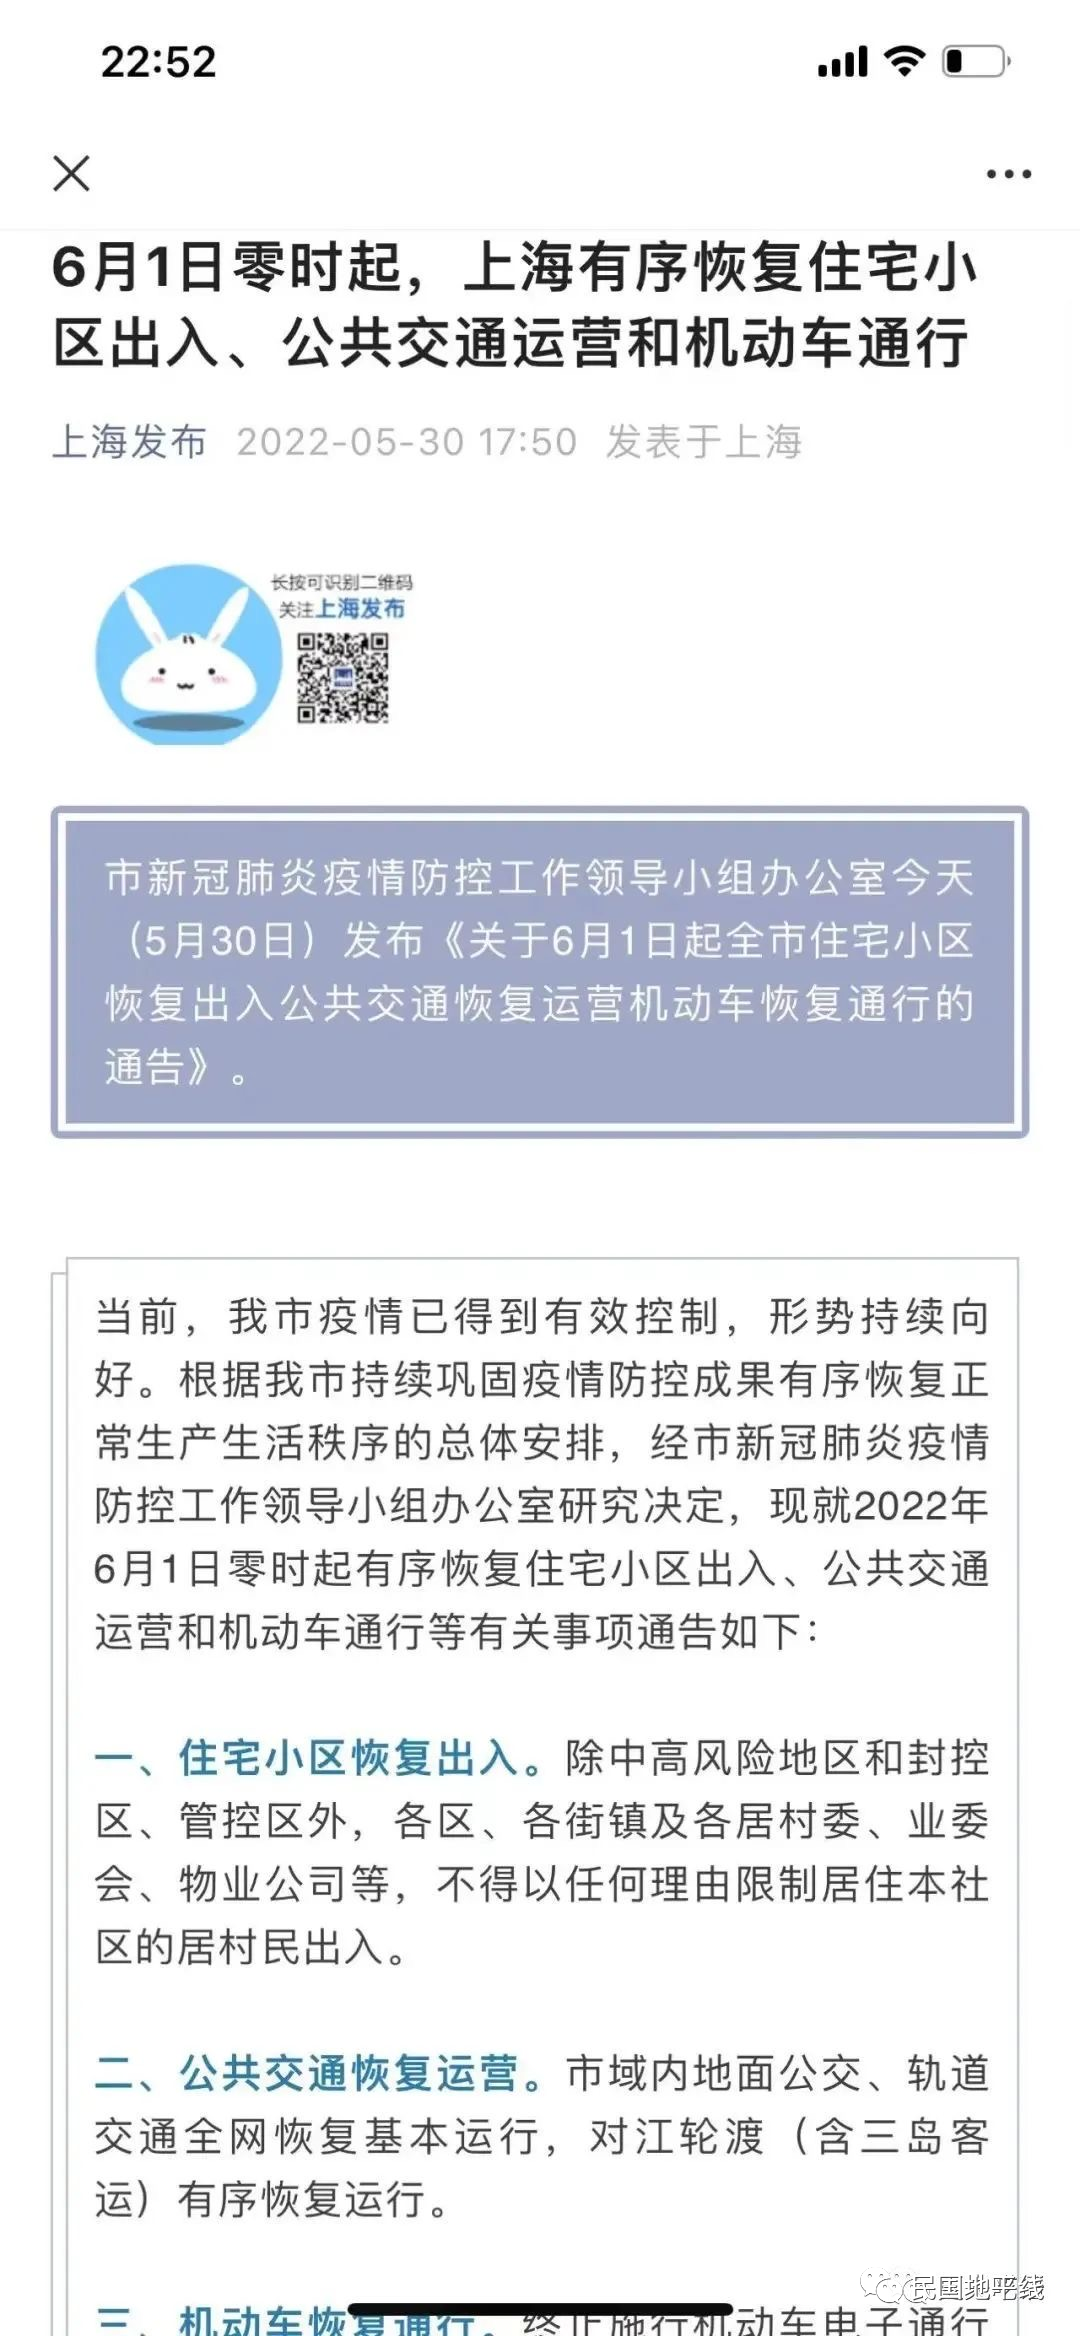 22:52
6月1日零时起，上海有序恢复住宅小
区出入、公共交通运营和机动车通行
上海发布 2022-05-30 17:50 发表于上海
长按可识别二维码
关注上海发布
市新冠肺炎疫情防控工作领导小组办公室今天
（5月30日）发布《关于6月1日起全市住宅小区
恢复出入公共交通恢复运营机动车恢复通行的
通告》。
当前，我市疫情已得到有效控制，形势持续向
好。根据我市持续巩固疫情防控成果有序恢复正
常生产生活秩序的总体安排，经市新冠肺炎疫情
防控工作领导小组办公室研究决定，现就2022年
6月1日零时起有序恢复住宅小区出入、公共交通
运营和机动车通行等有关事项通告如下：
一、住宅小区恢复出入。除中高风险地区和封控
区、管控区外，各区、各街镇及各居村委、业委
会、物业公司等，不得以任何理由限制居住本社
区的居村民出入。
二、公共交通恢复运营。市域内地面公交、轨道
交通全网恢复基本运行，对江轮渡（含三岛客
运）有序恢复运行。
三、机动车恢复通行。终止施行机动车电子通行
民国地